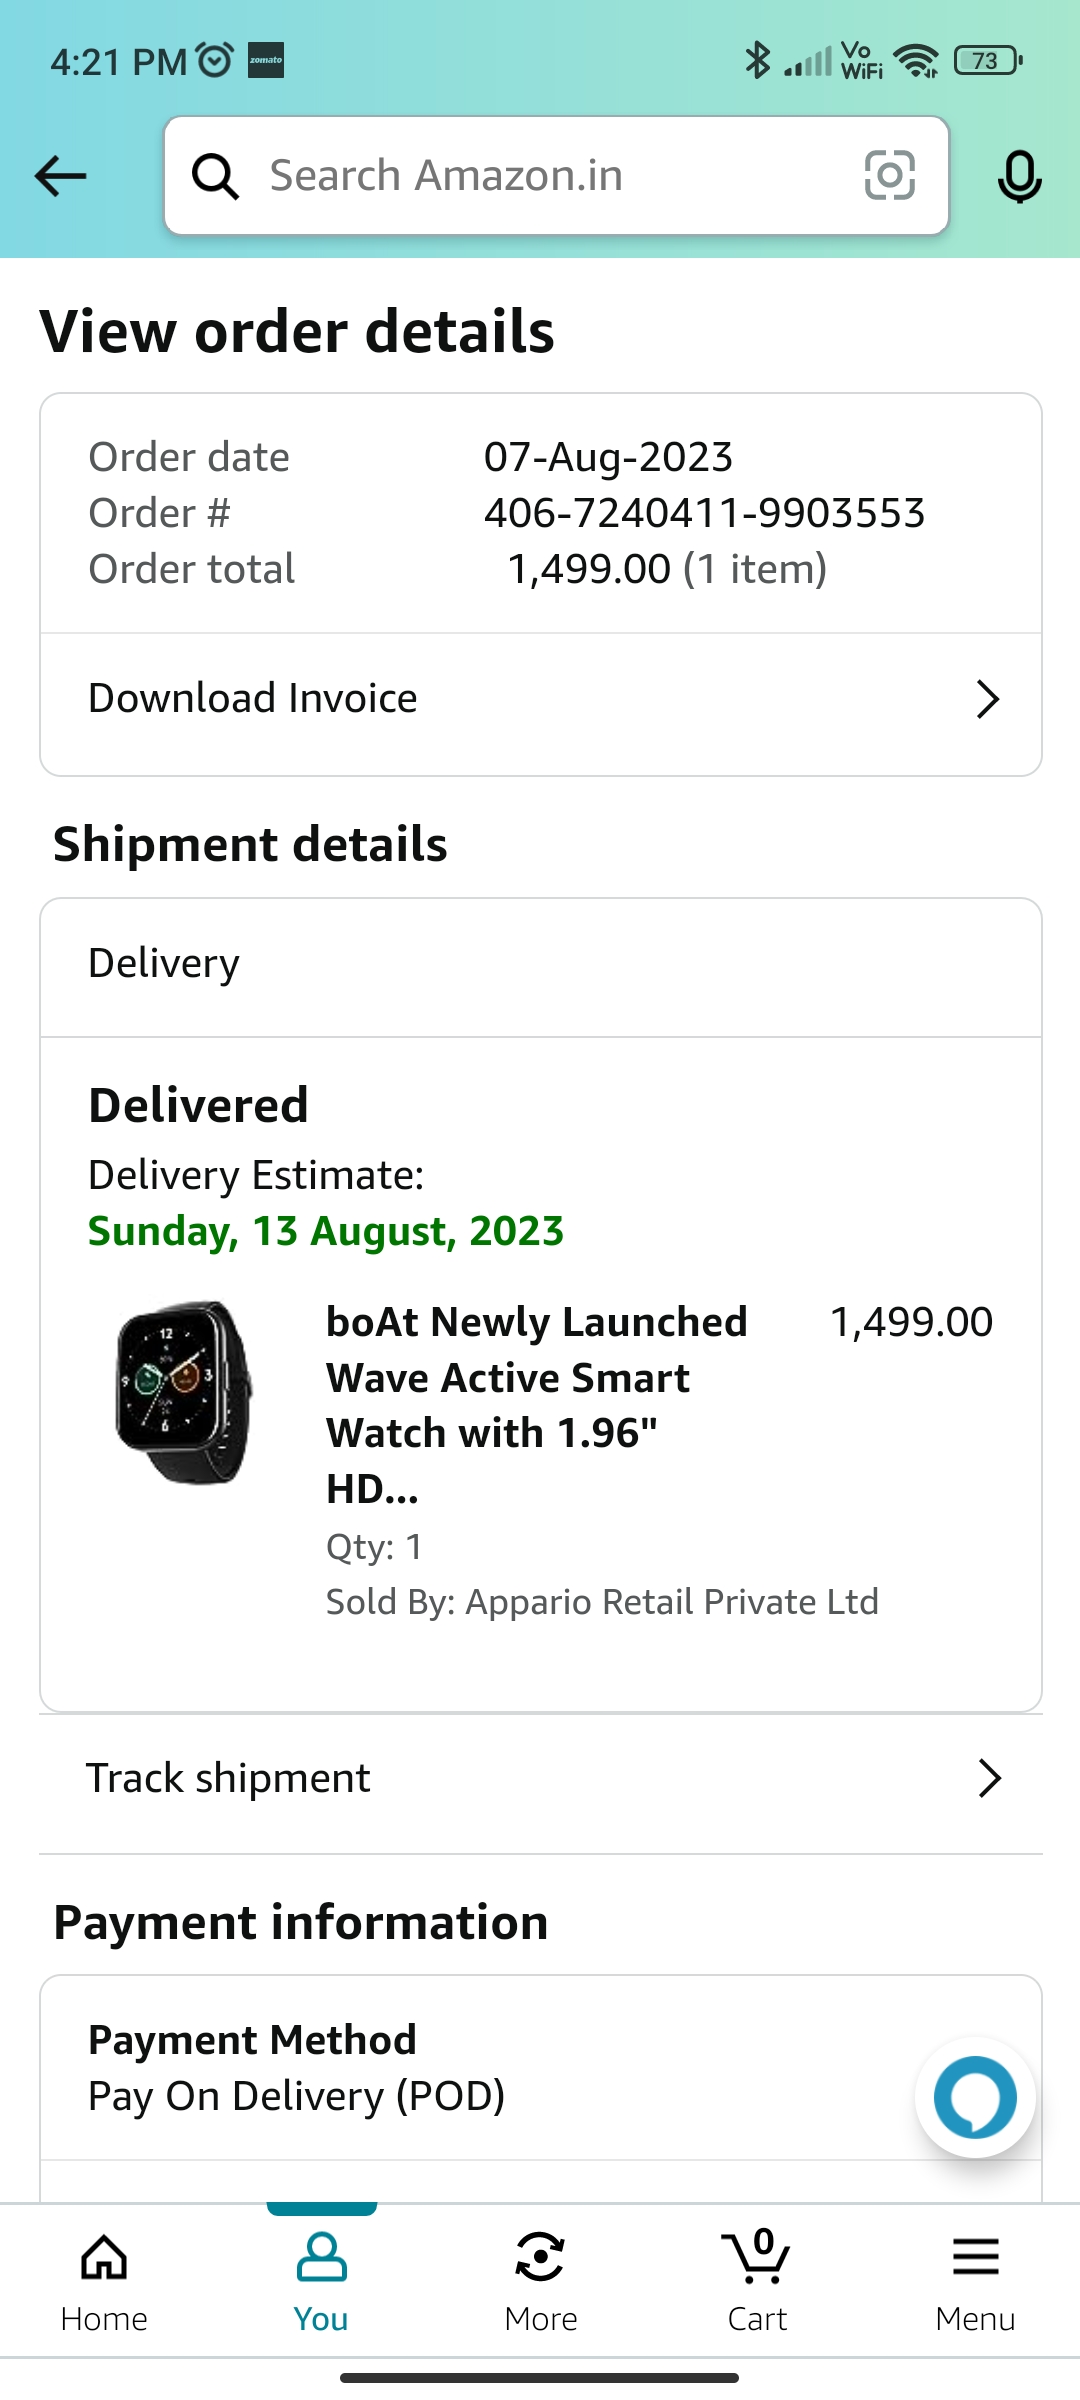 4:21 PM zomato Vo WiFi 73
Search Amazon.in
View order details
Order date 07-Aug-2023
Order # 406-7240411-9903553
Order total 1,499.00 (1 item)
Download Invoice
Shipment details
Delivery
Delivered
Delivery Estimate:
Sunday, 13 August, 2023
boAt Newly Launched 1,499.00
Wave Active Smart
Watch with 1.96"
HD...
Qty: 1
Sold By: Appario Retail Private Ltd
Track shipment
Payment information
Payment Method
Pay On Delivery (POD)
0
Home You More Cart Menu